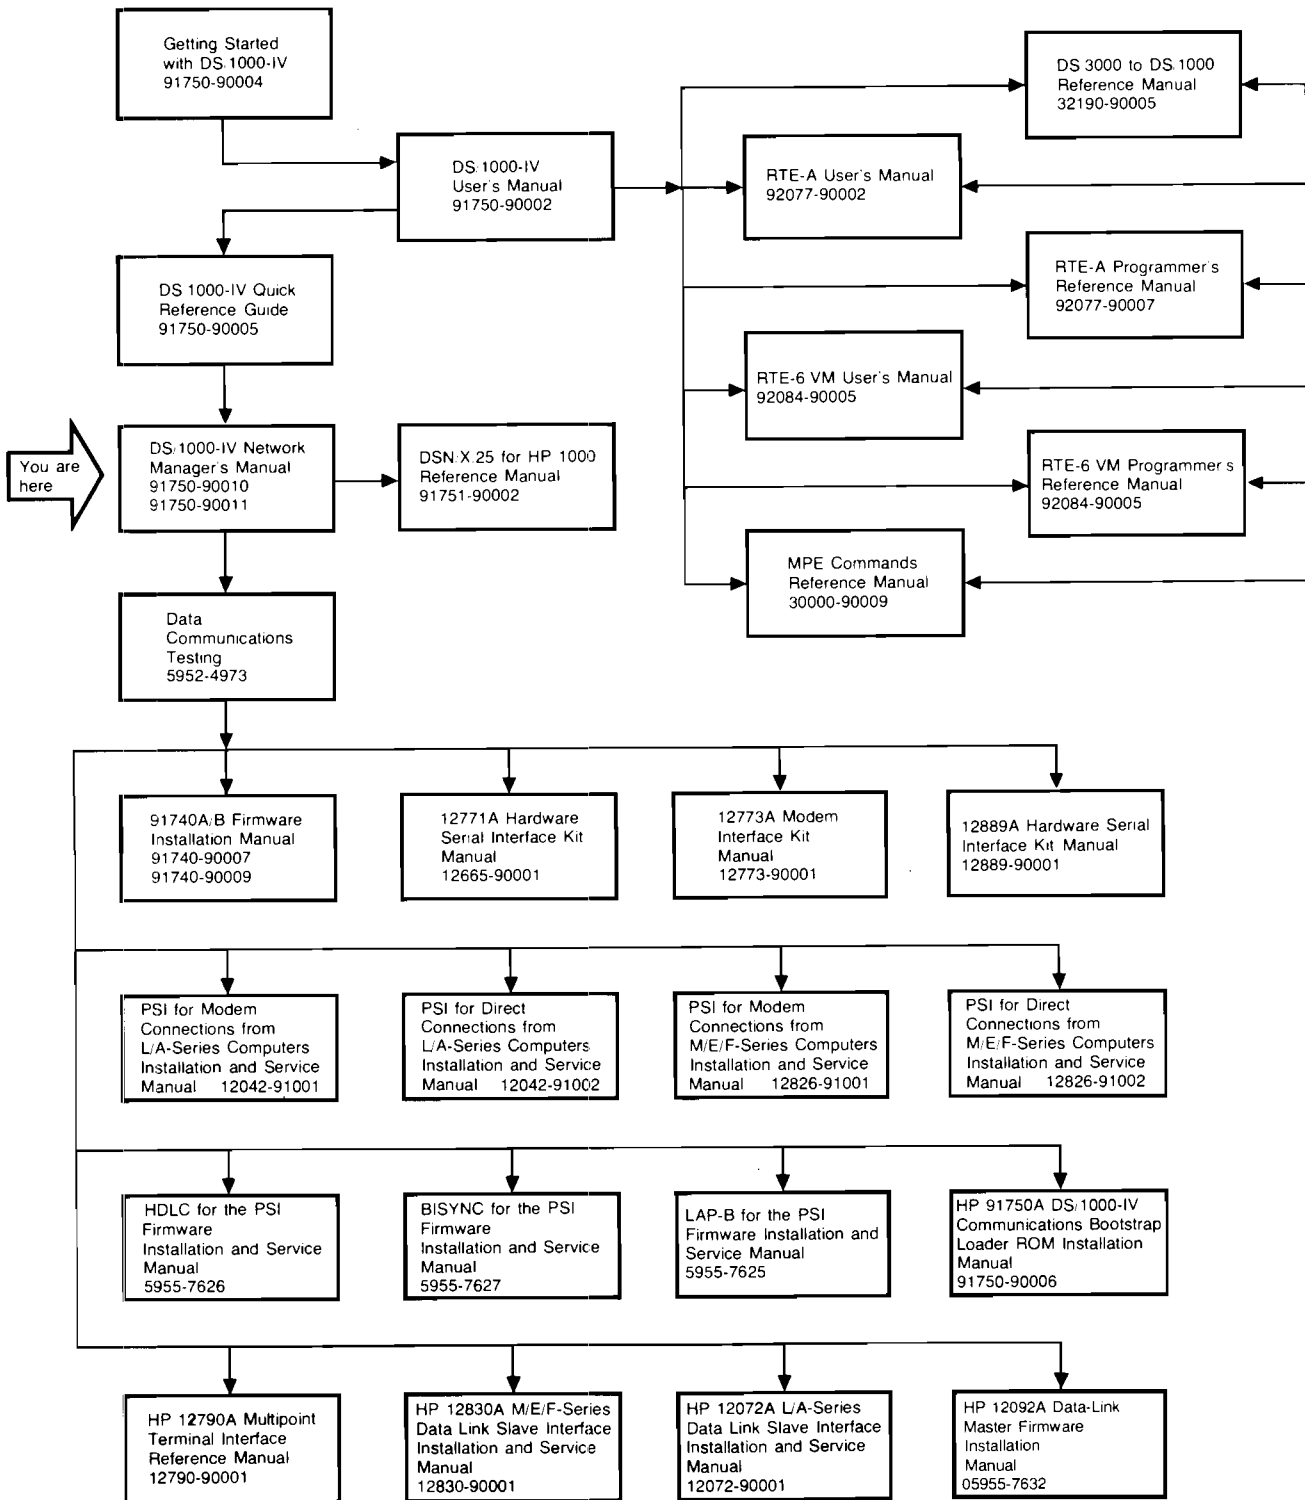 Getting Started
with DS/1000-IV
91750-90004
DS/1000-IV
User's Manual
91750-90002
DS 3000 to DS/1000
Reference Manual
32190-90005
RTE-A User's Manual
92077-90002
DS 1000-IV Quick
Reference Guide
91750-90005
RTE-A Programmer's
Reference Manual
92077-90007
RTE-6 VM User's Manual
92084-90005
You are
here
DS/1000-IV Network
Manager's Manual
91750-90010
91750-90011
DSN/X.25 for HP 1000
Reference Manual
91751-90002
RTE-6 VM Programmer's
Reference Manual
92084-90005
MPE Commands
Reference Manual
30000-90009
Data
Communications
Testing
5952-4973
91740A/B Firmware
Installation Manual
91740-90007
91740-90009
12771A Hardware
Serial Interface Kit
Manual
12665-90001
12773A Modem
Interface Kit
Manual
12773-90001
12889A Hardware Serial
Interface Kit Manual
12889-90001
PSI for Modem
Connections from
L/A-Series Computers
Installation and Service
Manual 12042-91001
PSI for Direct
Connections from
L/A-Series Computers
Installation and Service
Manual 12042-91002
PSI for Modem
Connections from
M/E/F-Series Computers
Installation and Service
Manual 12826-91001
PSI for Direct
Connections from
M/E/F-Series Computers
Installation and Service
Manual 12826-91002
HDLC for the PSI
Firmware
Installation and Service
Manual
5955-7626
BISYNC for the PSI
Firmware
Installation and Service
Manual
5955-7627
LAP-B for the PSI
Firmware Installation and
Service Manual
5955-7625
HP 91750A DS/1000-IV
Communications Bootstrap
Loader ROM Installation
Manual
91750-90006
HP 12790A Multipoint
Terminal Interface
Reference Manual
12790-90001
HP 12830A M/E/F-Series
Data Link Slave Interface
Installation and Service
Manual
12830-90001
HP 12072A L/A-Series
Data Link Slave Interface
Installation and Service
Manual
12072-90001
HP 12092A Data-Link
Master Firmware
Installation
Manual
05955-7632